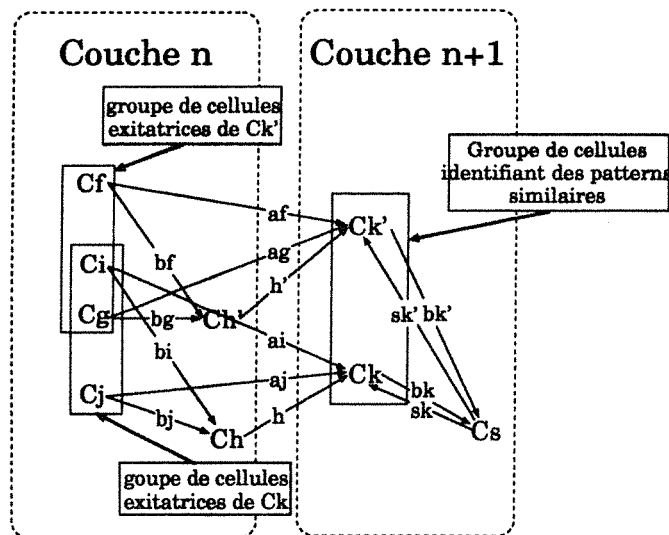 Couche n
Couche n+1
groupe de cellules
exitatrices de Ck'
Groupe de cellules
identifiant des patterns
similaires
Cf
af
Ck'
ag
Ci
bf
h'
Cg
bg
Ch'
sk'
bk'
bi
ai
aj
Ck
bk
Cj
sk
bj
h
Ch
Cs
goupe de cellules
exitatrices de Ck